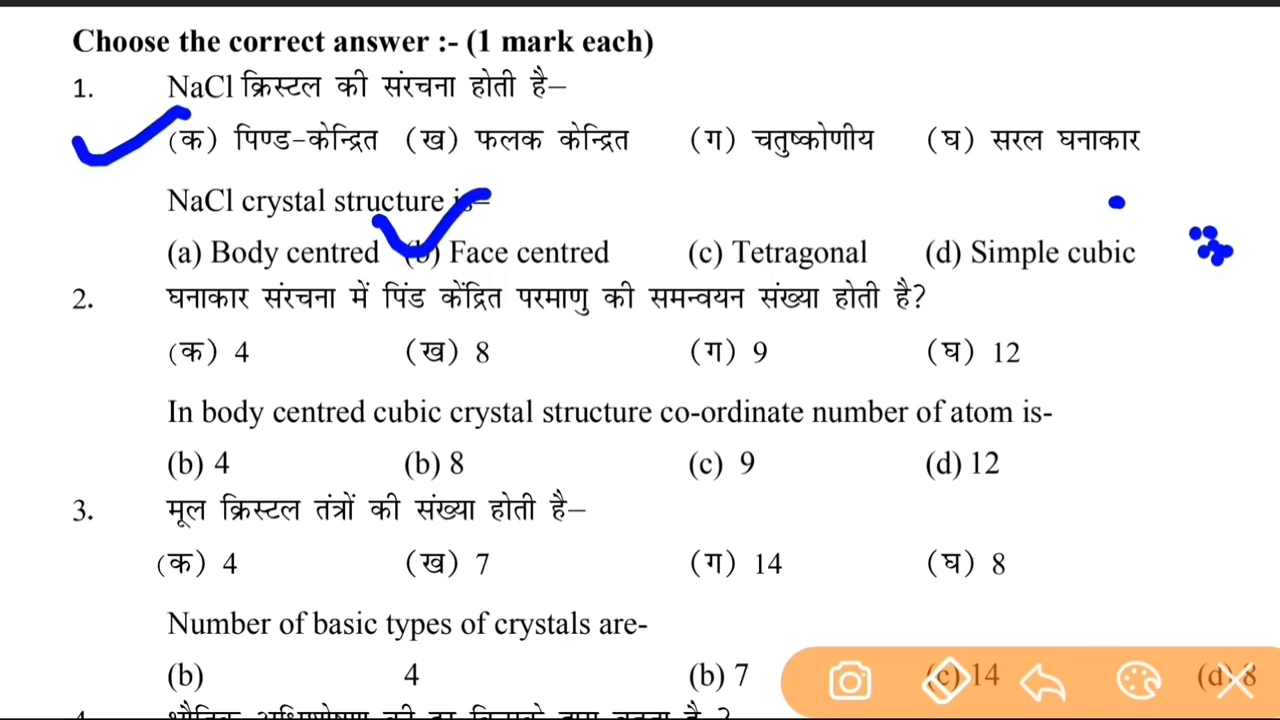 Choose the correct answer :- (1 mark each)
1. NaCl क्रिस्टल की संरचना होती है–
(क) पिण्ड-केन्द्रित (ख) फलक केन्द्रित (ग) चतुष्कोणीय (घ) सरल घनाकार
NaCl crystal structure is–
(a) Body centred (b) Face centred (c) Tetragonal (d) Simple cubic
2. घनाकार संरचना में पिंड केंद्रित परमाणु की समन्वयन संख्या होती है?
(क) 4 (ख) 8 (ग) 9 (घ) 12
In body centred cubic crystal structure co-ordinate number of atom is-
(b) 4 (b) 8 (c) 9 (d) 12
3. मूल क्रिस्टल तंत्रों की संख्या होती है–
(क) 4 (ख) 7 (ग) 14 (घ) 8
Number of basic types of crystals are-
(b) 4 (b) 7 (c) 14 (d) 8